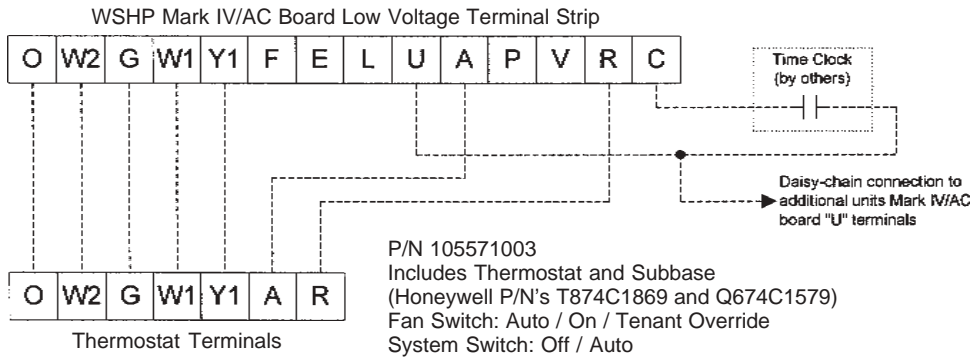 WSHP Mark IV/AC Board Low Voltage Terminal Strip
O W2 G W1 Y1 F E L U A P V R C
Time Clock
(by others)
Daisy-chain connection to
additional units Mark IV/AC
board "U" terminals
O W2 G W1 Y1 A R
Thermostat Terminals
P/N 105571003
Includes Thermostat and Subbase
(Honeywell P/N's T874C1869 and Q674C1579)
Fan Switch: Auto / On / Tenant Override
System Switch: Off / Auto